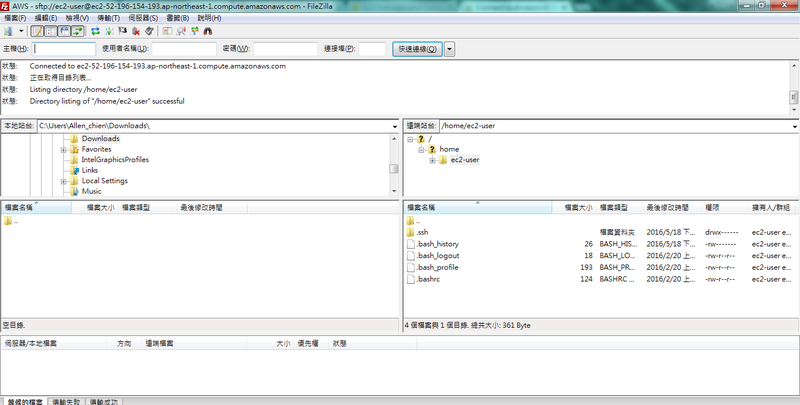 AWS - sftp://ec2-user@ec2-52-196-154-193.ap-northeast-1.compute.amazonaws.com - FileZilla
檔案(F) 編輯(E) 檢視(V) 傳輸(T) 伺服器(S) 書籤(B) 說明(H)
主機(H): 使用者名稱(U): 密碼(W): 連接埠(P): 快速連線(Q)
狀態: Connected to ec2-52-196-154-193.ap-northeast-1.compute.amazonaws.com
狀態: 正在取得目錄列表...
狀態: Listing directory /home/ec2-user
狀態: Directory listing of "/home/ec2-user" successful
本地站台: C:\Users\Allen_chien\Downloads\
Downloads
Favorites
IntelGraphicsProfiles
Links
Local Settings
Music
遠端站台: /home/ec2-user
/
home
ec2-user
檔案名稱 檔案大小 檔案類型 最後修改時間
..
空目錄.
檔案名稱 檔案大小 檔案類型 最後修改時間 權限 擁有人/群組
..
.ssh 檔案資料夾 2016/5/18 下... drwx------ ec2-user e...
.bash_history 26 BASH_HIS... 2016/5/18 下... -rw------- ec2-user e...
.bash_logout 18 BASH_LO... 2016/2/20 上... -rw-r--r-- ec2-user e...
.bash_profile 193 BASH_PR... 2016/2/20 上... -rw-r--r-- ec2-user e...
.bashrc 124 BASHRC ... 2016/2/20 上... -rw-r--r-- ec2-user e...
4 個檔案與 1 個目錄. 總共大小: 361 Byte
伺服器/本地檔案 方向 遠端檔案 大小 優先權 狀態
等候的檔案 傳輸失敗 傳輸成功